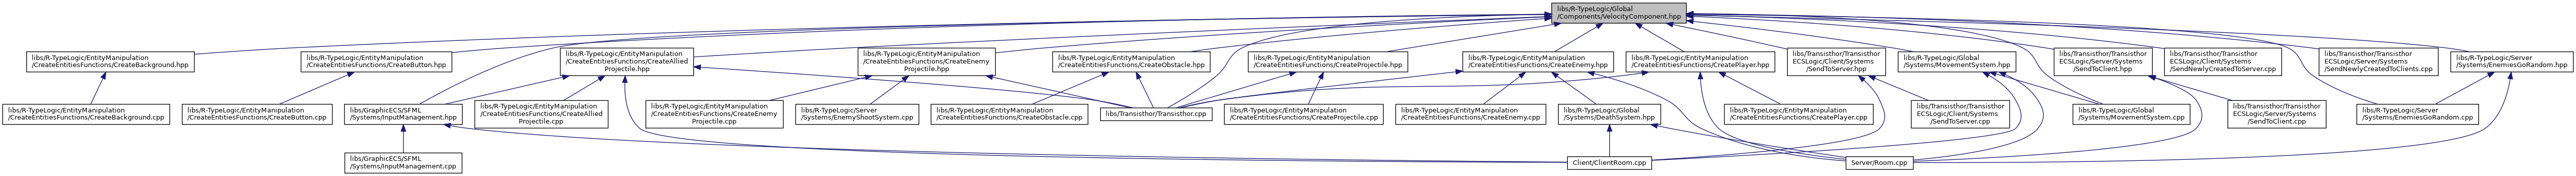 libs/R-TypeLogic/Global
/Components/VelocityComponent.hpp
libs/R-TypeLogic/EntityManipulation
/CreateEntitiesFunctions/CreateBackground.hpp
libs/R-TypeLogic/EntityManipulation
/CreateEntitiesFunctions/CreateButton.hpp
libs/R-TypeLogic/EntityManipulation
/CreateEntitiesFunctions/CreateAllied
Projectile.hpp
libs/R-TypeLogic/EntityManipulation
/CreateEntitiesFunctions/CreateEnemy
Projectile.hpp
libs/R-TypeLogic/EntityManipulation
/CreateEntitiesFunctions/CreateObstacle.hpp
libs/R-TypeLogic/EntityManipulation
/CreateEntitiesFunctions/CreateProjectile.hpp
libs/R-TypeLogic/EntityManipulation
/CreateEntitiesFunctions/CreateEnemy.hpp
libs/R-TypeLogic/EntityManipulation
/CreateEntitiesFunctions/CreatePlayer.hpp
libs/Transisthor/Transisthor
ECSLogic/Client/Systems
/SendToServer.hpp
libs/R-TypeLogic/Global
/Systems/MovementSystem.hpp
libs/Transisthor/Transisthor
ECSLogic/Server/Systems
/SendToClient.hpp
libs/Transisthor/Transisthor
ECSLogic/Client/Systems
/SendNewlyCreatedToServer.cpp
libs/Transisthor/Transisthor
ECSLogic/Server/Systems
/SendNewlyCreatedToClients.cpp
libs/R-TypeLogic/Server
/Systems/EnemiesGoRandom.hpp
libs/R-TypeLogic/EntityManipulation
/CreateEntitiesFunctions/CreateBackground.cpp
libs/R-TypeLogic/EntityManipulation
/CreateEntitiesFunctions/CreateButton.cpp
libs/GraphicECS/SFML
/Systems/InputManagement.hpp
libs/R-TypeLogic/EntityManipulation
/CreateEntitiesFunctions/CreateAllied
Projectile.cpp
libs/R-TypeLogic/EntityManipulation
/CreateEntitiesFunctions/CreateEnemy
Projectile.cpp
libs/R-TypeLogic/Server
/Systems/EnemyShootSystem.cpp
libs/R-TypeLogic/EntityManipulation
/CreateEntitiesFunctions/CreateObstacle.cpp
libs/Transisthor/Transisthor.cpp
libs/R-TypeLogic/EntityManipulation
/CreateEntitiesFunctions/CreateProjectile.cpp
libs/R-TypeLogic/EntityManipulation
/CreateEntitiesFunctions/CreateEnemy.cpp
libs/R-TypeLogic/Global
/Systems/DeathSystem.hpp
libs/R-TypeLogic/EntityManipulation
/CreateEntitiesFunctions/CreatePlayer.cpp
libs/Transisthor/Transisthor
ECSLogic/Client/Systems
/SendToServer.cpp
libs/R-TypeLogic/Global
/Systems/MovementSystem.cpp
libs/Transisthor/Transisthor
ECSLogic/Server/Systems
/SendToClient.cpp
libs/R-TypeLogic/Server
/Systems/EnemiesGoRandom.cpp
libs/GraphicECS/SFML
/Systems/InputManagement.cpp
Client/ClientRoom.cpp
Server/Room.cpp